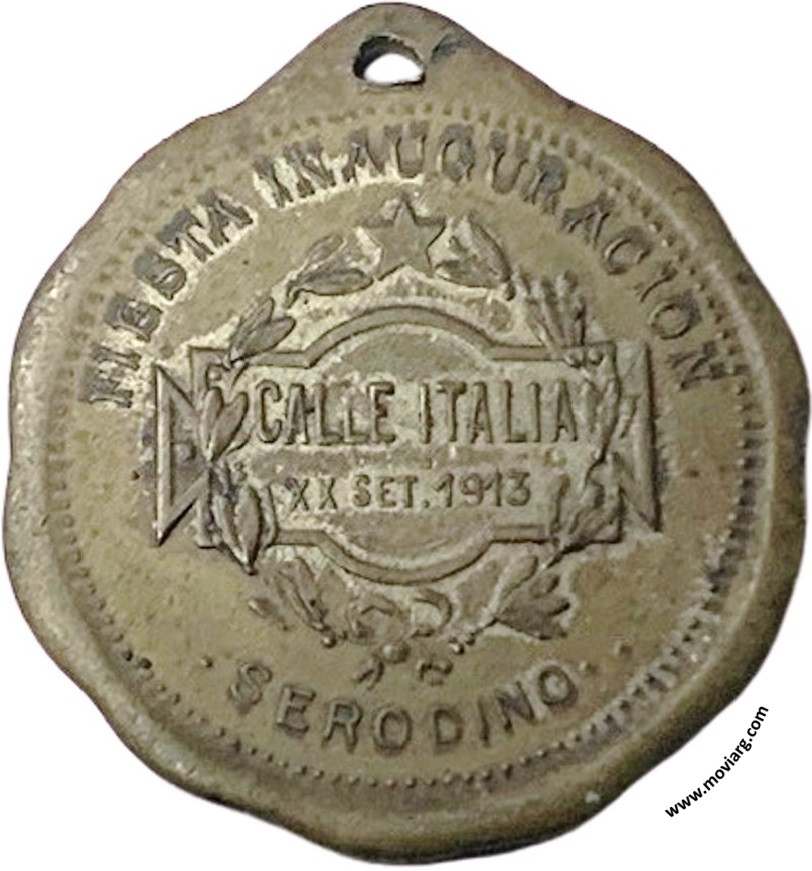 FIESTA INAUGURACION
CALLE ITALIA
XX SET. 1913
SERODINO
www.moviarg.com